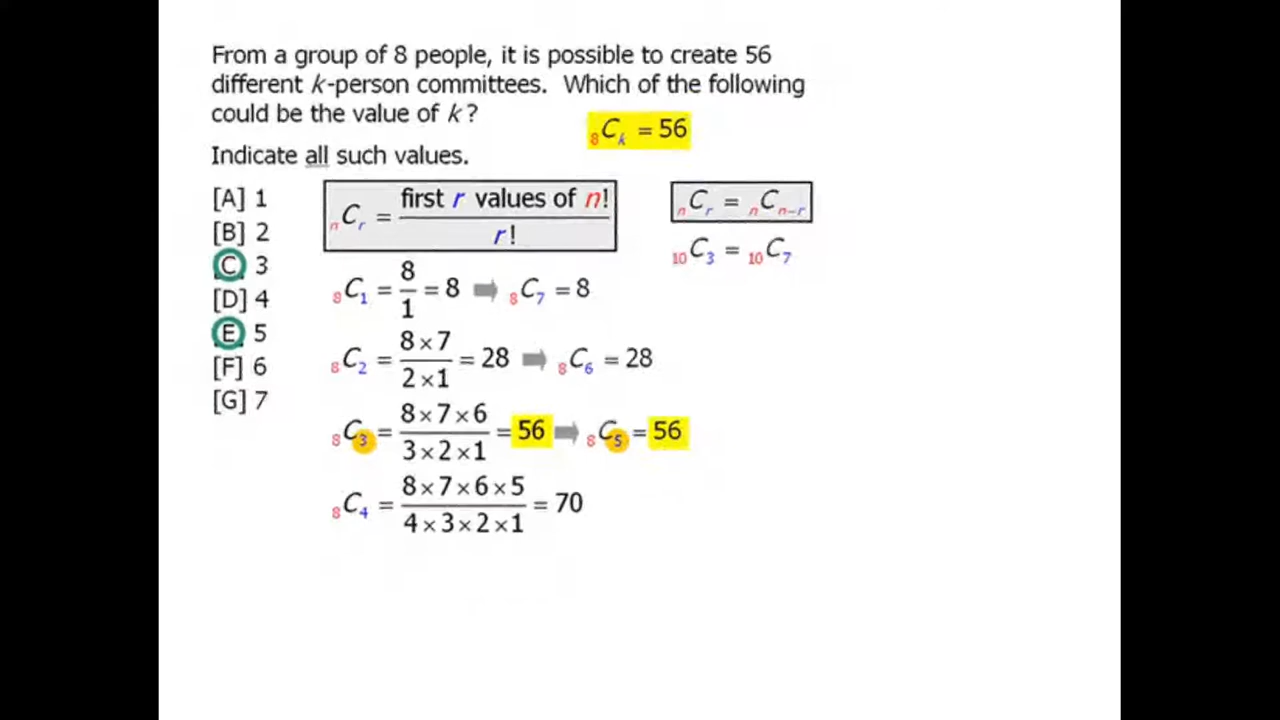 From a group of 8 people, it is possible to create 56
different k-person committees. Which of the following
could be the value of k ?
₈Cₖ = 56
Indicate all such values.
[A] 1
[B] 2
[C] 3
[D] 4
[E] 5
[F] 6
[G] 7
nCr = first r values of n! / r!
nCr = nCn−r
₁₀C₃ = ₁₀C₇
₈C₁ = 8/1 = 8 ➡ ₈C₇ = 8
₈C₂ = 8×7 / 2×1 = 28 ➡ ₈C₆ = 28
₈C₃ = 8×7×6 / 3×2×1 = 56 ➡ ₈C₅ = 56
₈C₄ = 8×7×6×5 / 4×3×2×1 = 70